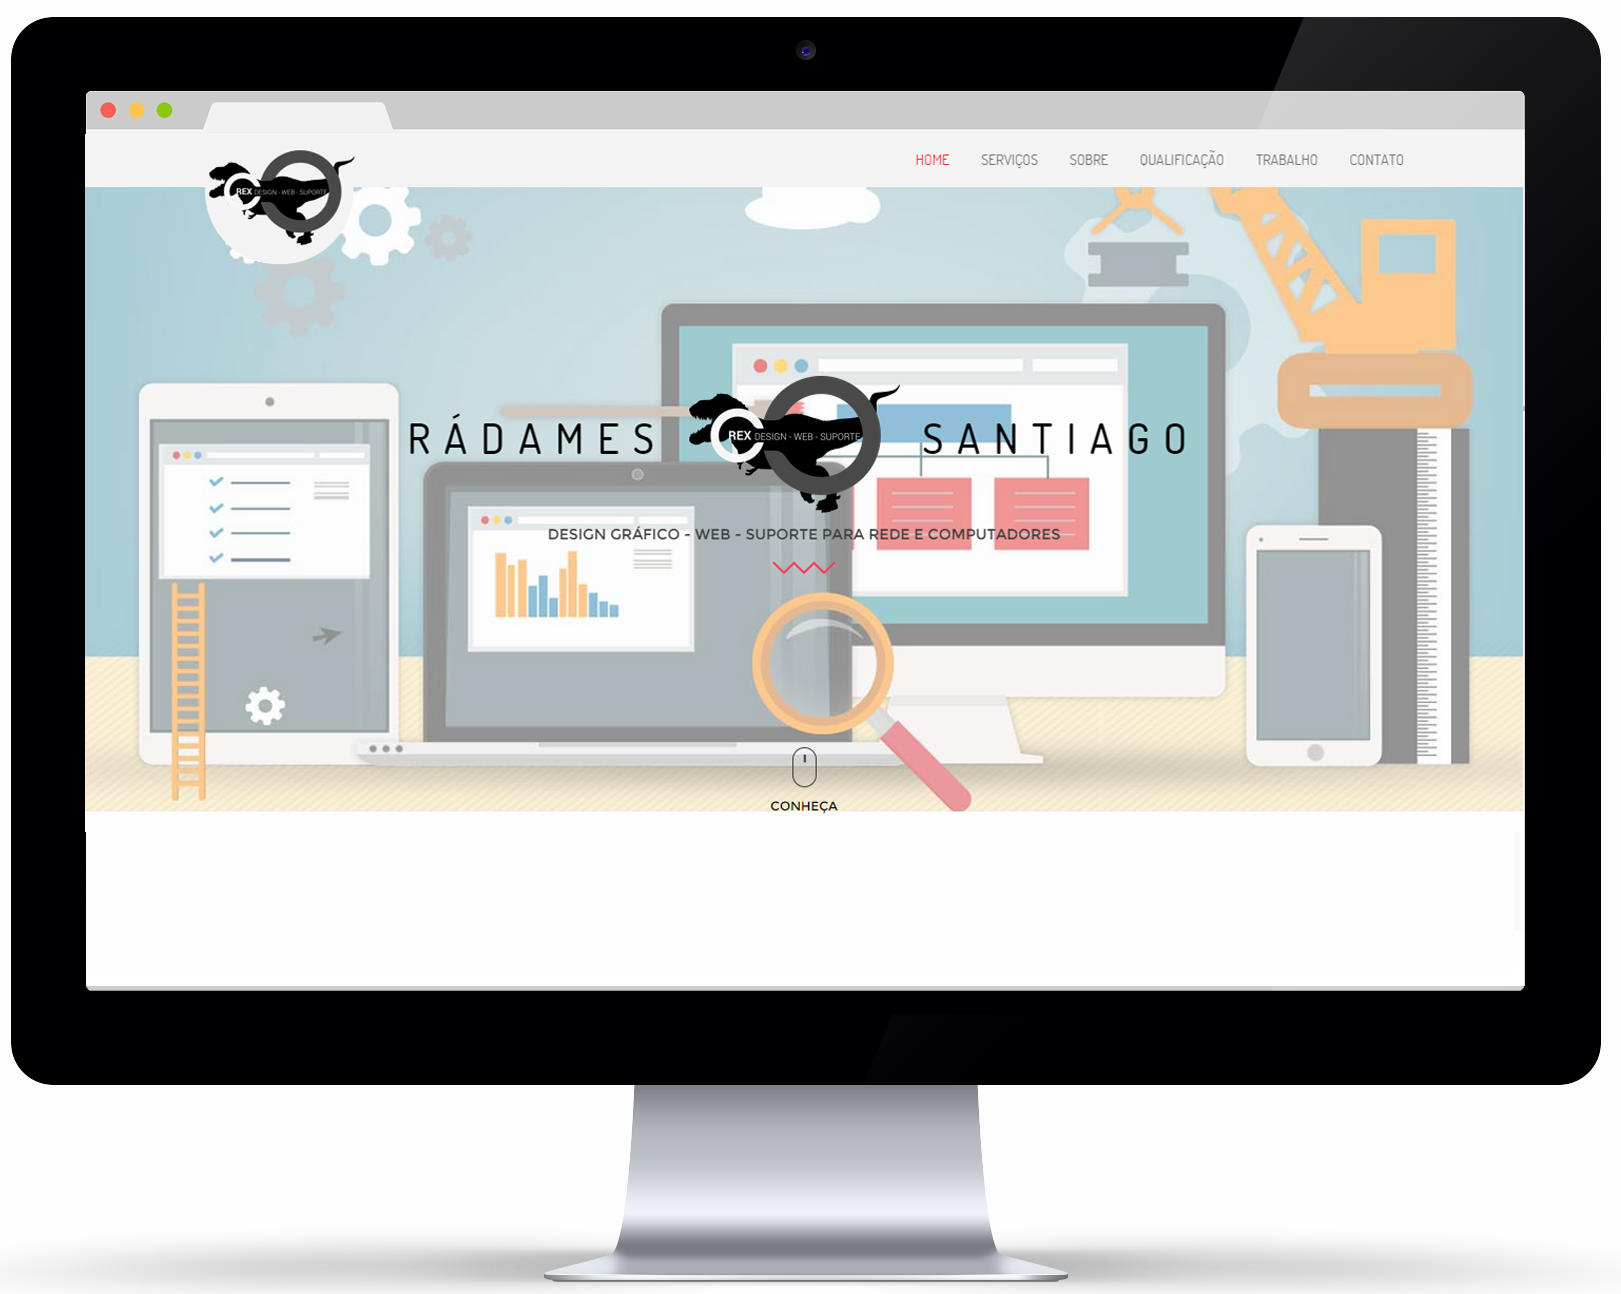 HOME SERVIÇOS SOBRE QUALIFICAÇÃO TRABALHO CONTATO
REX DESIGN - WEB - SUPORTE
RÁDAMES SANTIAGO
REX DESIGN - WEB - SUPORTE
DESIGN GRÁFICO - WEB - SUPORTE PARA REDE E COMPUTADORES
CONHEÇA